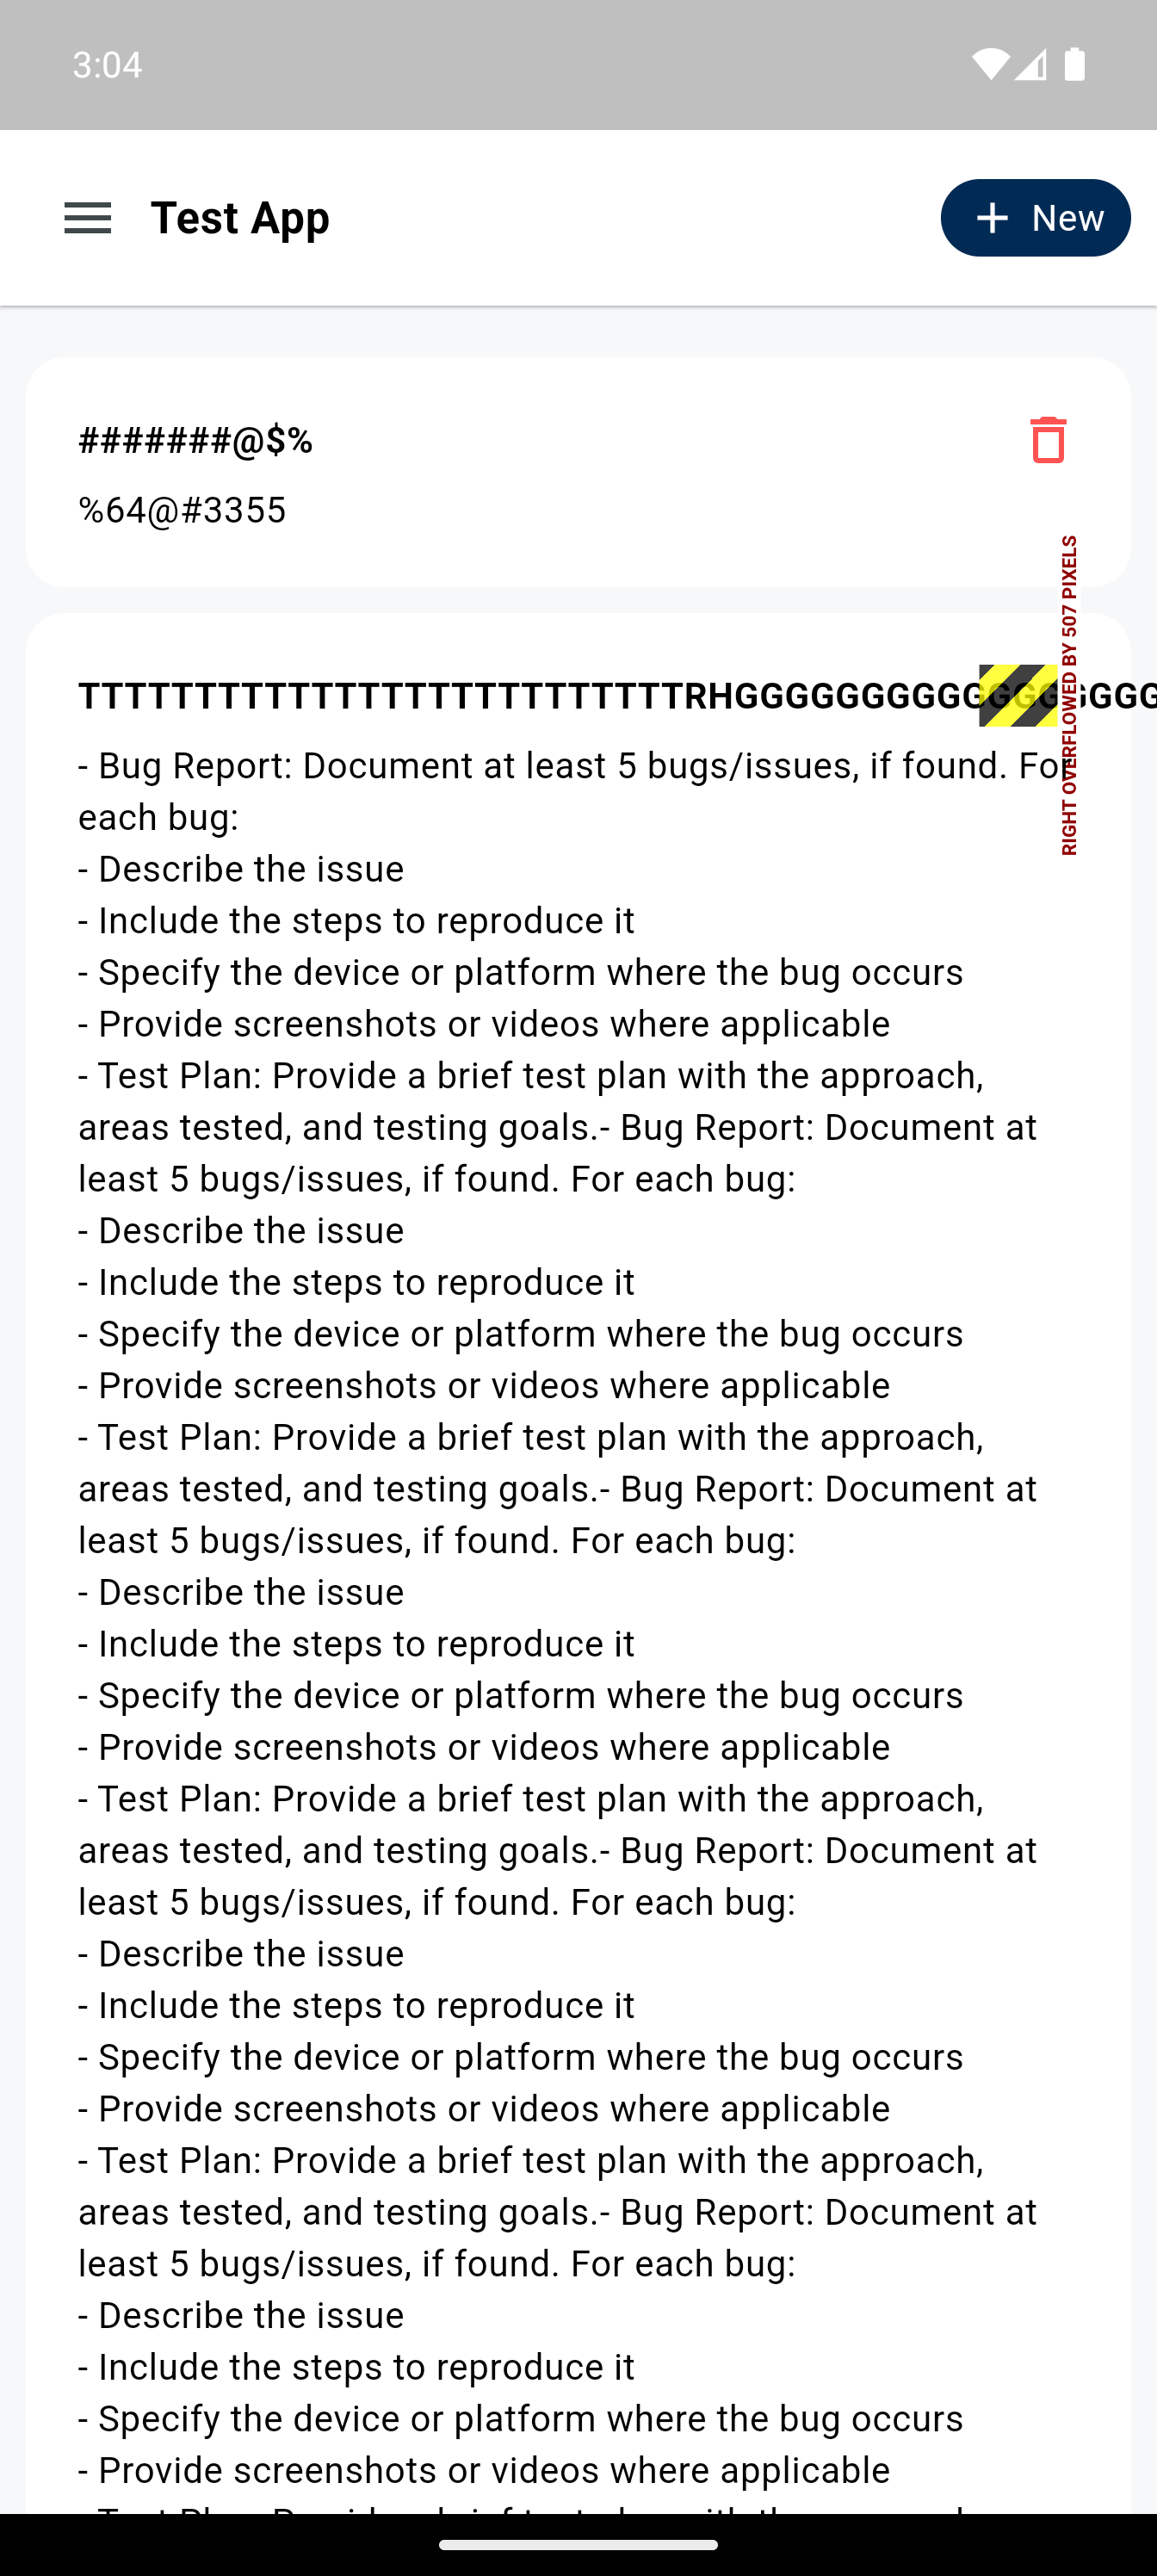 3:04
Test App
+ New
#######@$%
%64@#3355
RIGHT OVERFLOWED BY 507 PIXELS
TTTTTTTTTTTTTTTTTTTTTTTTTTRHGGGGGGGGGGGGGGGGGG
- Bug Report: Document at least 5 bugs/issues, if found. For
each bug:
- Describe the issue
- Include the steps to reproduce it
- Specify the device or platform where the bug occurs
- Provide screenshots or videos where applicable
- Test Plan: Provide a brief test plan with the approach,
areas tested, and testing goals.- Bug Report: Document at
least 5 bugs/issues, if found. For each bug:
- Describe the issue
- Include the steps to reproduce it
- Specify the device or platform where the bug occurs
- Provide screenshots or videos where applicable
- Test Plan: Provide a brief test plan with the approach,
areas tested, and testing goals.- Bug Report: Document at
least 5 bugs/issues, if found. For each bug:
- Describe the issue
- Include the steps to reproduce it
- Specify the device or platform where the bug occurs
- Provide screenshots or videos where applicable
- Test Plan: Provide a brief test plan with the approach,
areas tested, and testing goals.- Bug Report: Document at
least 5 bugs/issues, if found. For each bug:
- Describe the issue
- Include the steps to reproduce it
- Specify the device or platform where the bug occurs
- Provide screenshots or videos where applicable
- Test Plan: Provide a brief test plan with the approach,
areas tested, and testing goals.- Bug Report: Document at
least 5 bugs/issues, if found. For each bug:
- Describe the issue
- Include the steps to reproduce it
- Specify the device or platform where the bug occurs
- Provide screenshots or videos where applicable